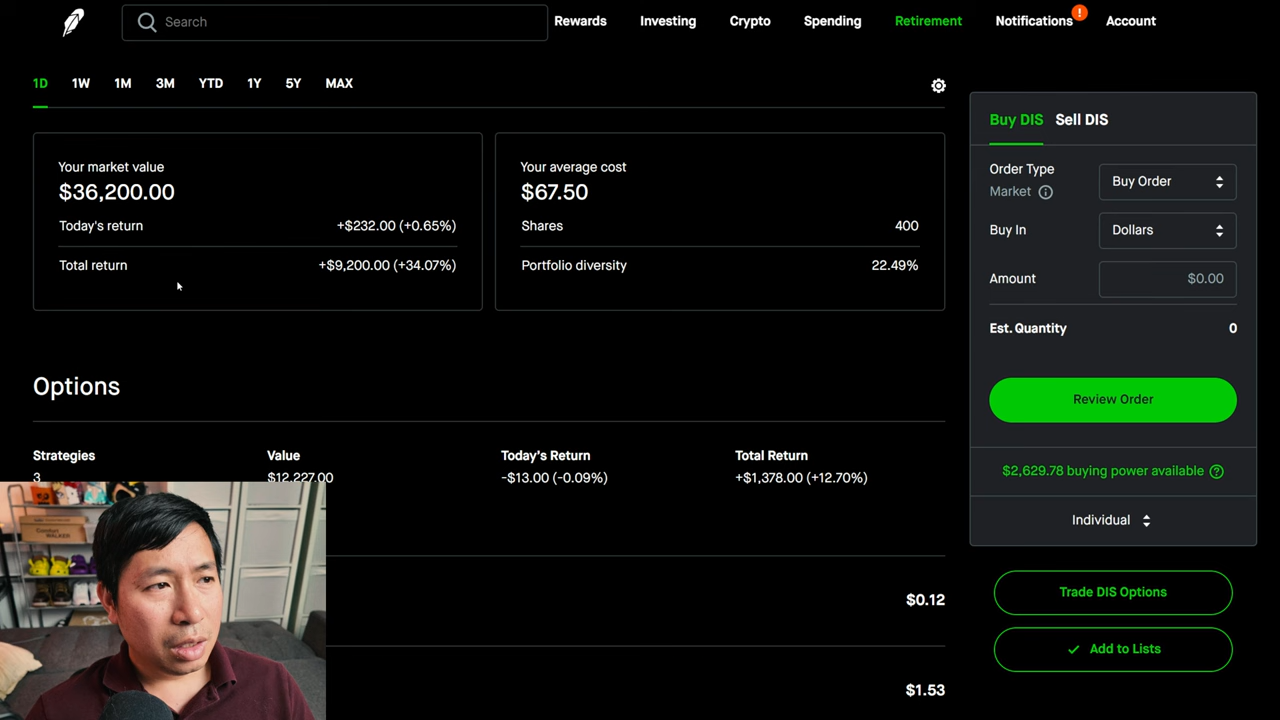 Search
Rewards
Investing
Crypto
Spending
Retirement
Notifications
!
Account
1D 1W 1M 3M YTD 1Y 5Y MAX
Your market value
$36,200.00
Today's return +$232.00 (+0.65%)
Total return +$9,200.00 (+34.07%)
Your average cost
$67.50
Shares 400
Portfolio diversity 22.49%
Buy DIS Sell DIS
Order Type
Market
Buy Order
Buy In Dollars
Amount $0.00
Est. Quantity 0
Review Order
$2,629.78 buying power available ?
Individual
Trade DIS Options
Add to Lists
Options
Strategies Value Today's Return Total Return
3 $12,227.00 -$13.00 (-0.09%) +$1,378.00 (+12.70%)
$0.12
$1.53